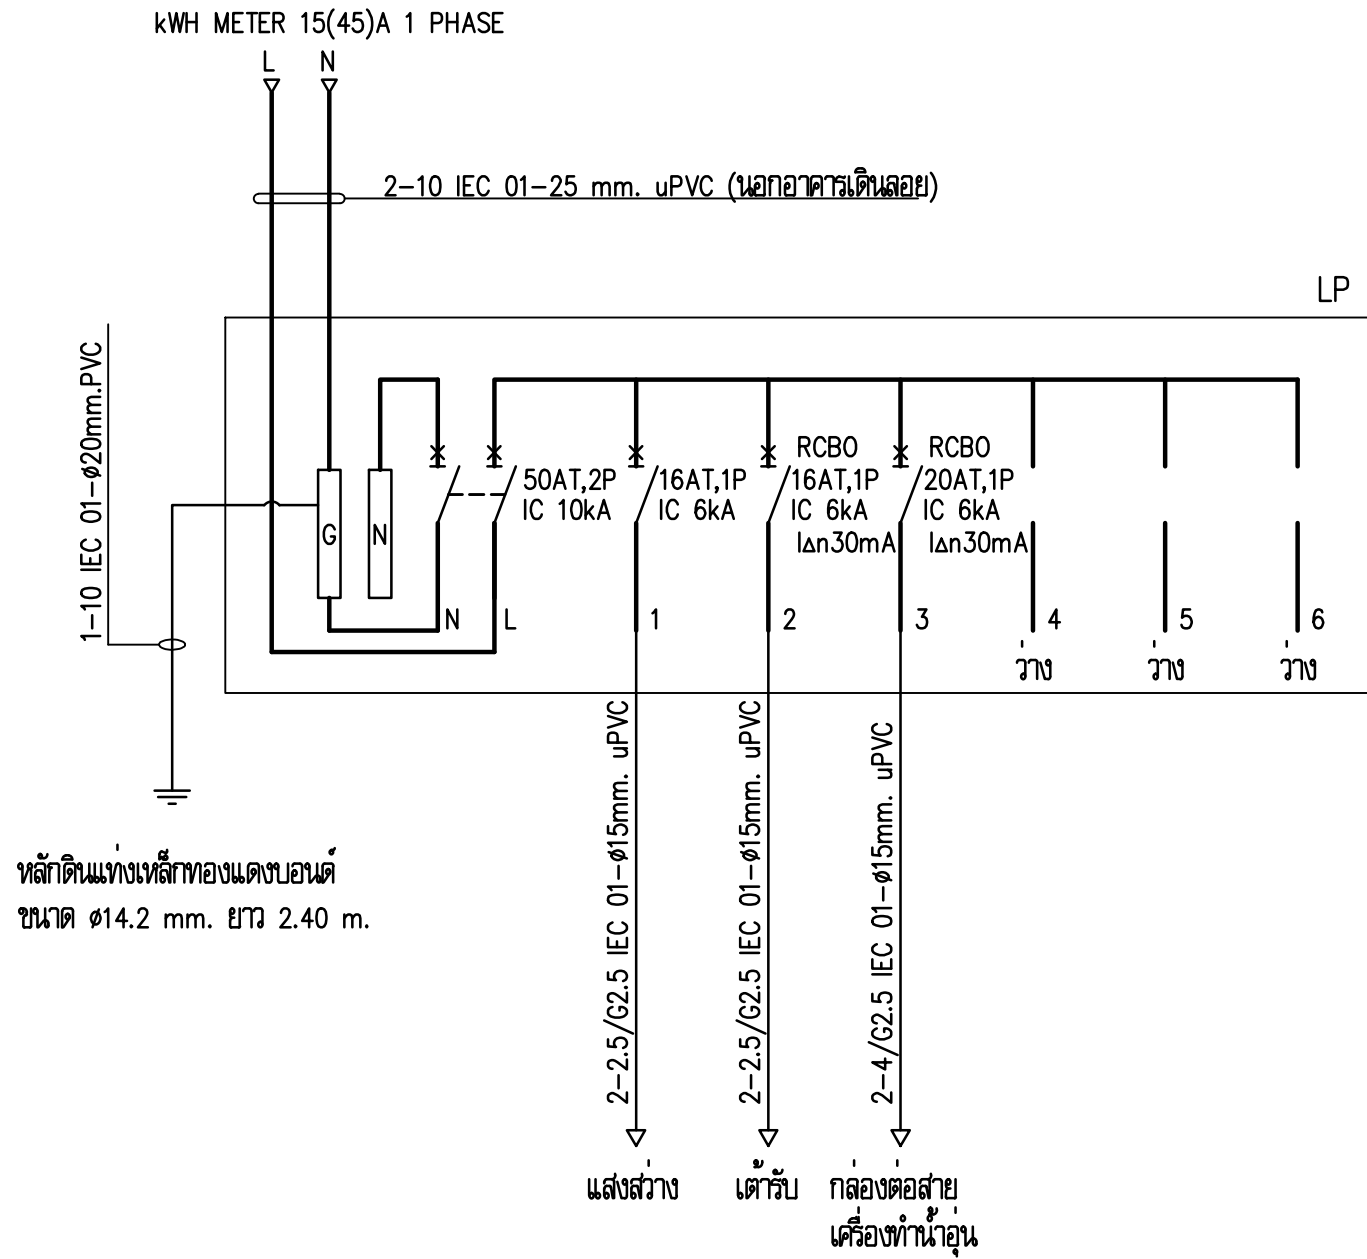 kWH METER 15(45)A 1 PHASE
L N
2-10 IEC 01-25 mm. uPVC (นอกอาคารเดินลอย)
LP
1-10 IEC 01-ø20mm.PVC
G
N
50AT,2P
IC 10kA
16AT,1P
IC 6kA
RCBO
16AT,1P
IC 6kA
I∆n30mA
RCBO
20AT,1P
IC 6kA
I∆n30mA
N L 1 2 3 4 5 6
ว่าง ว่าง ว่าง
หลักดินแท่งเหล็กทองแดงบอนด์
ขนาด ø14.2 mm. ยาว 2.40 m.
2-2.5/G2.5 IEC 01-ø15mm. uPVC
2-2.5/G2.5 IEC 01-ø15mm. uPVC
2-4/G2.5 IEC 01-ø15mm. uPVC
แสงสว่าง
เต้ารับ
กล่องต่อสาย
เครื่องทำน้ำอุ่น